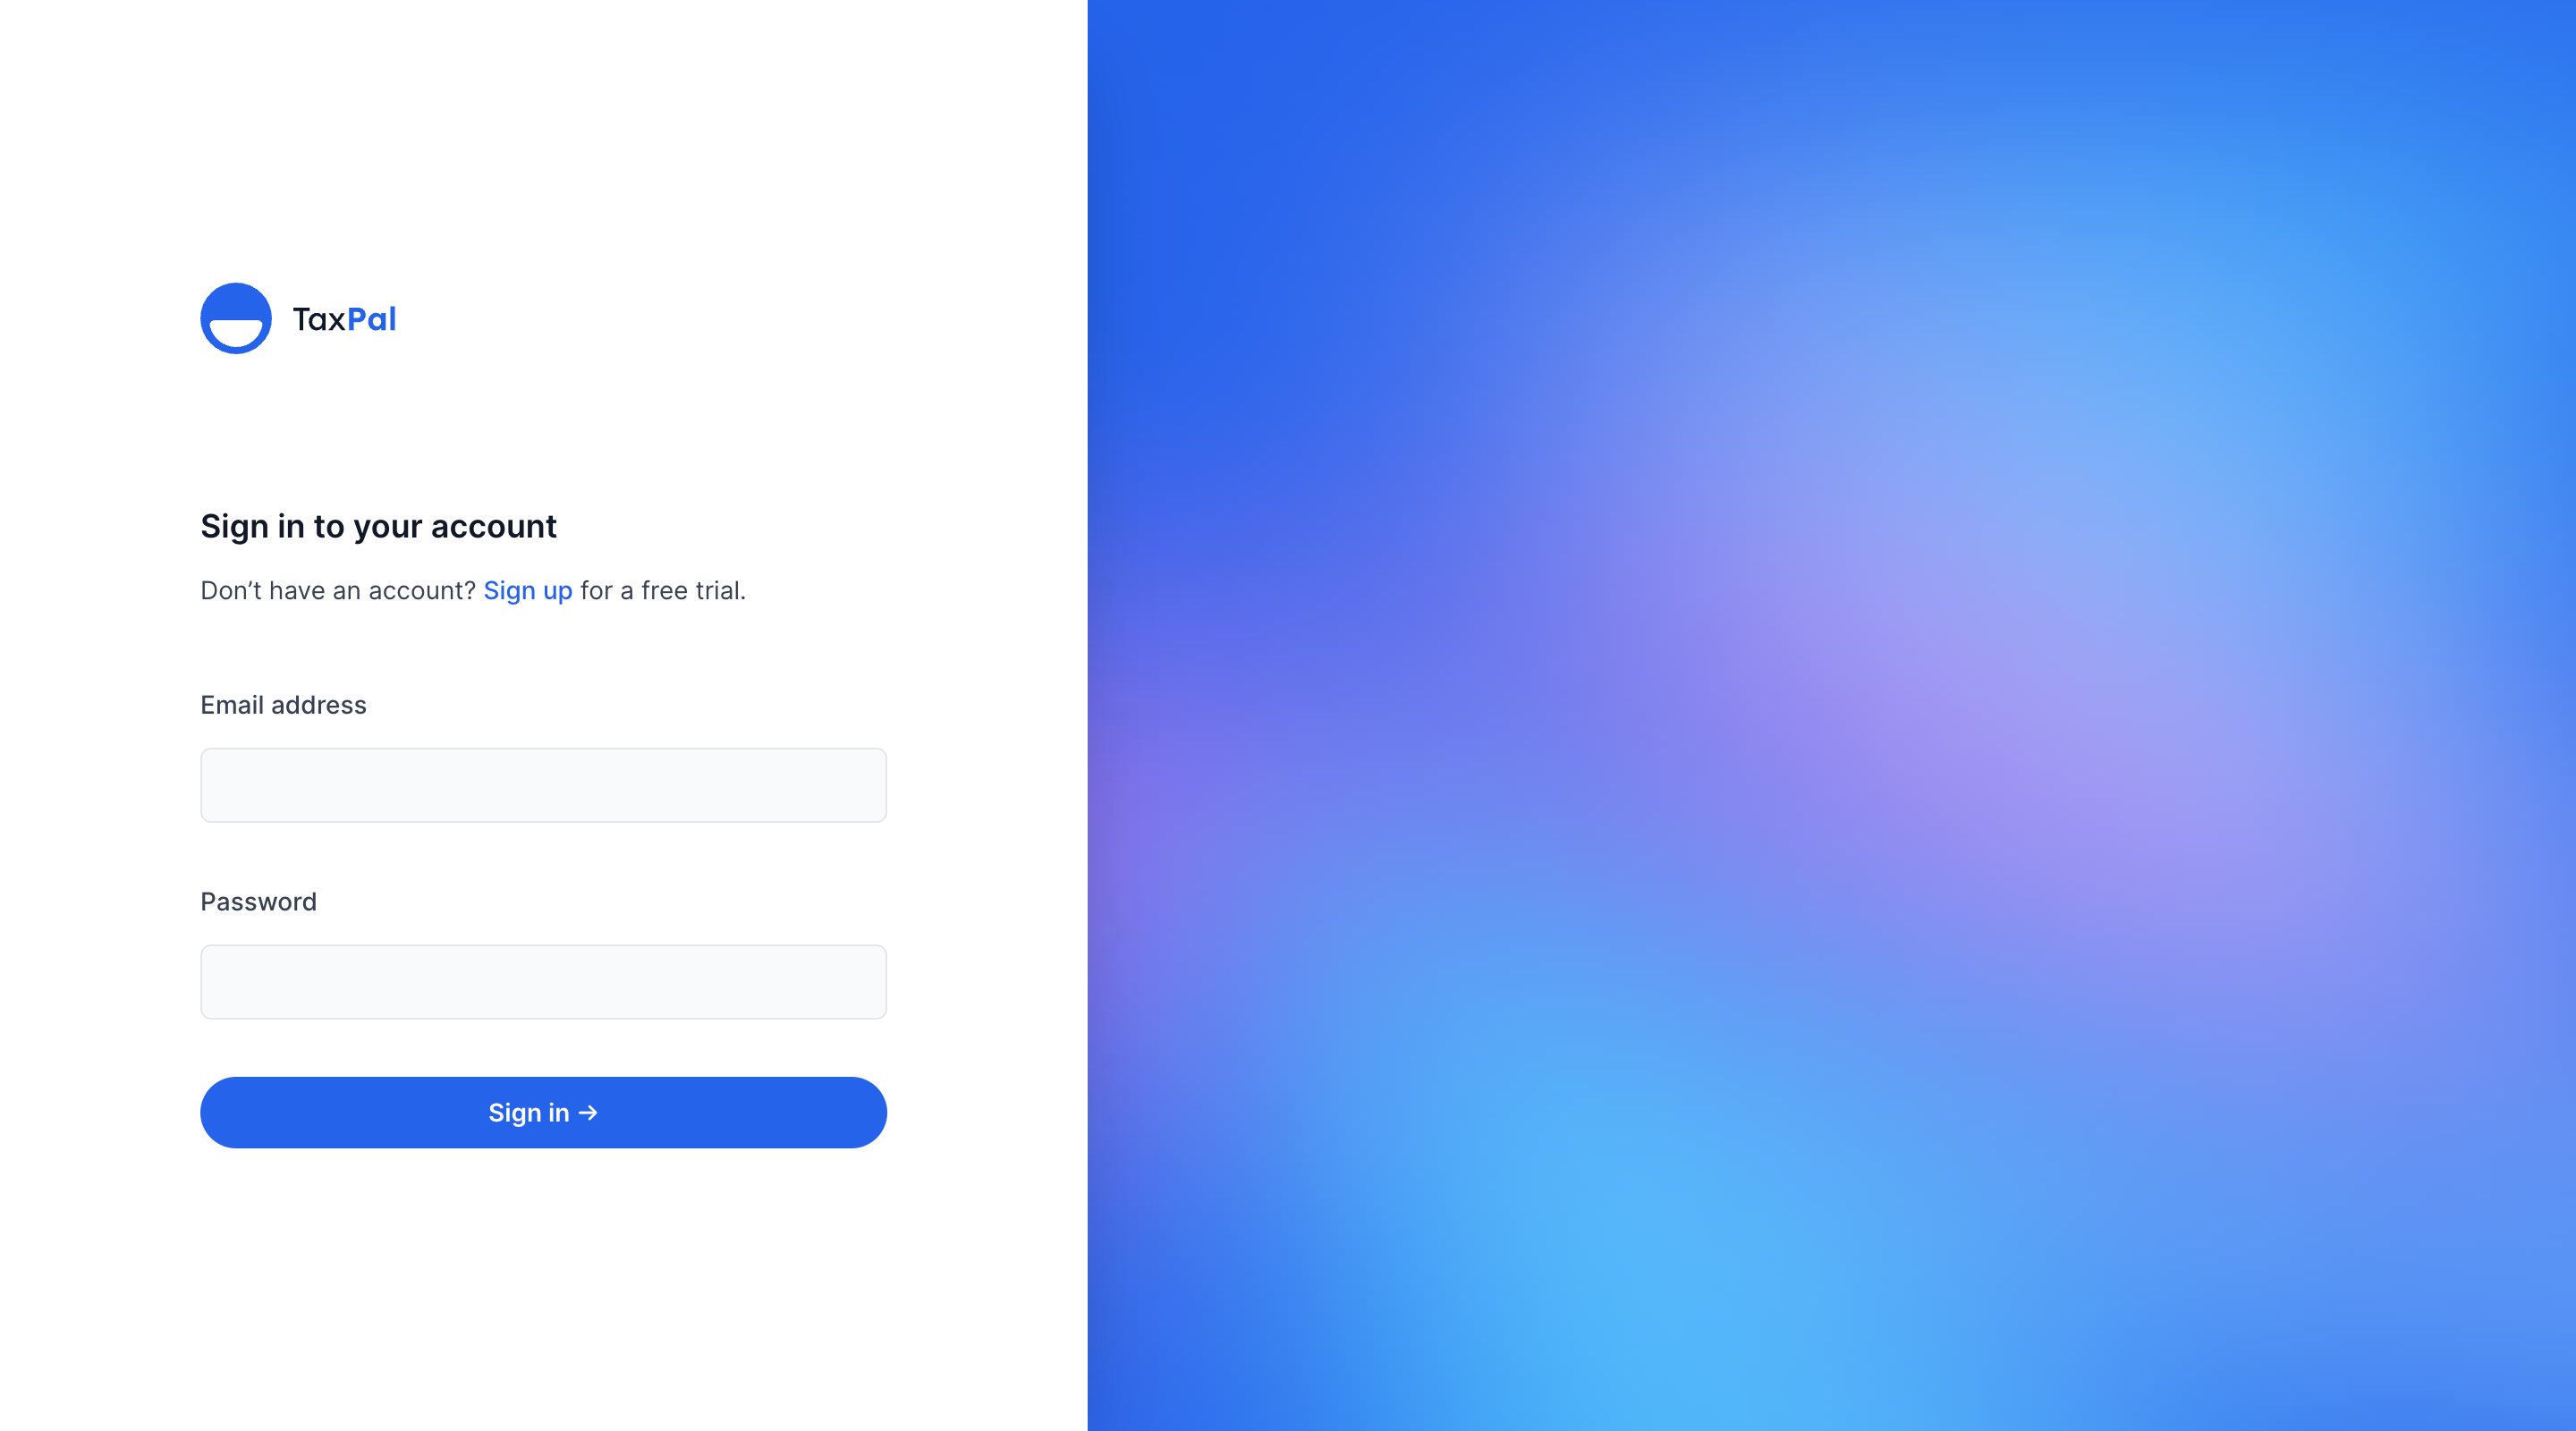 TaxPal
Sign in to your account
Don’t have an account? Sign up for a free trial.
Email address
Password
Sign in →